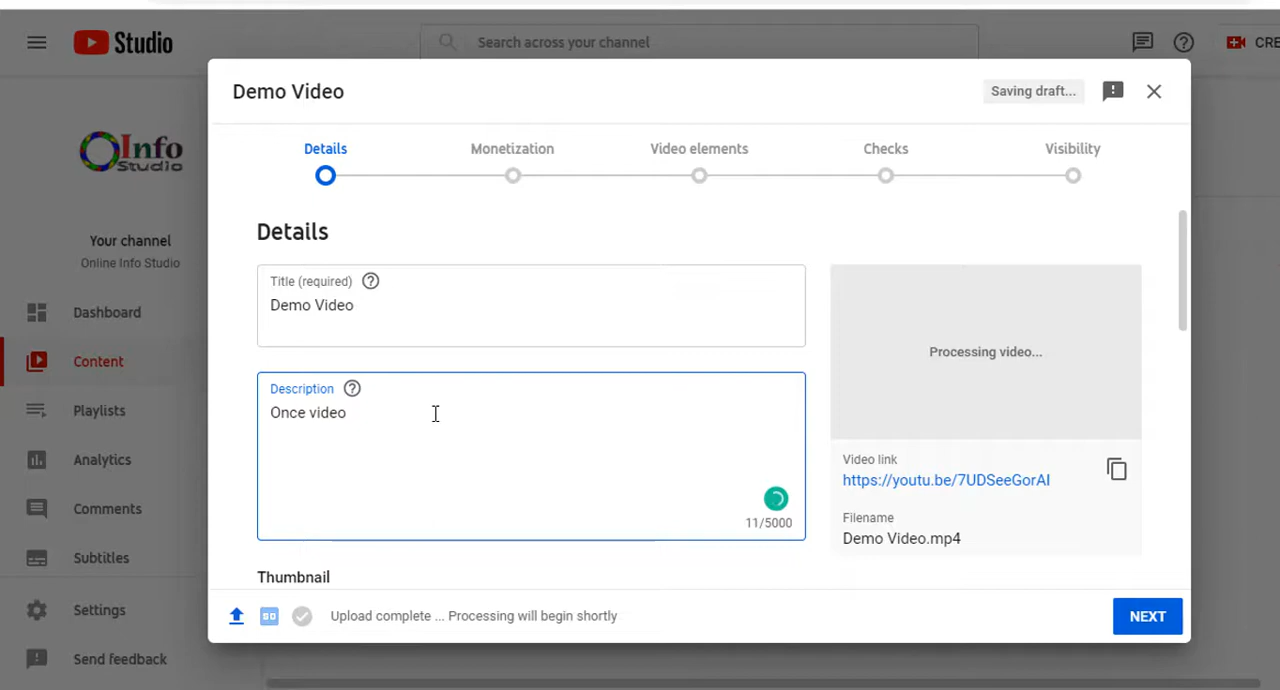 Studio
Search across your channel
CRE
Info
Studio
Your channel
Online Info Studio
Dashboard
Content
Playlists
Analytics
Comments
Subtitles
Settings
Send feedback
Demo Video
Saving draft...
Details
Monetization
Video elements
Checks
Visibility
Details
Title (required)
Demo Video
Description
Once video
11/5000
Thumbnail
Processing video...
Video link
https://youtu.be/7UDSeeGorAI
Filename
Demo Video.mp4
Upload complete ... Processing will begin shortly
NEXT